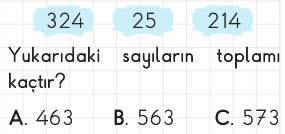 324 25 214
Yukarıdaki sayıların toplamı
kaçtır?
A. 463 B. 563 C. 573